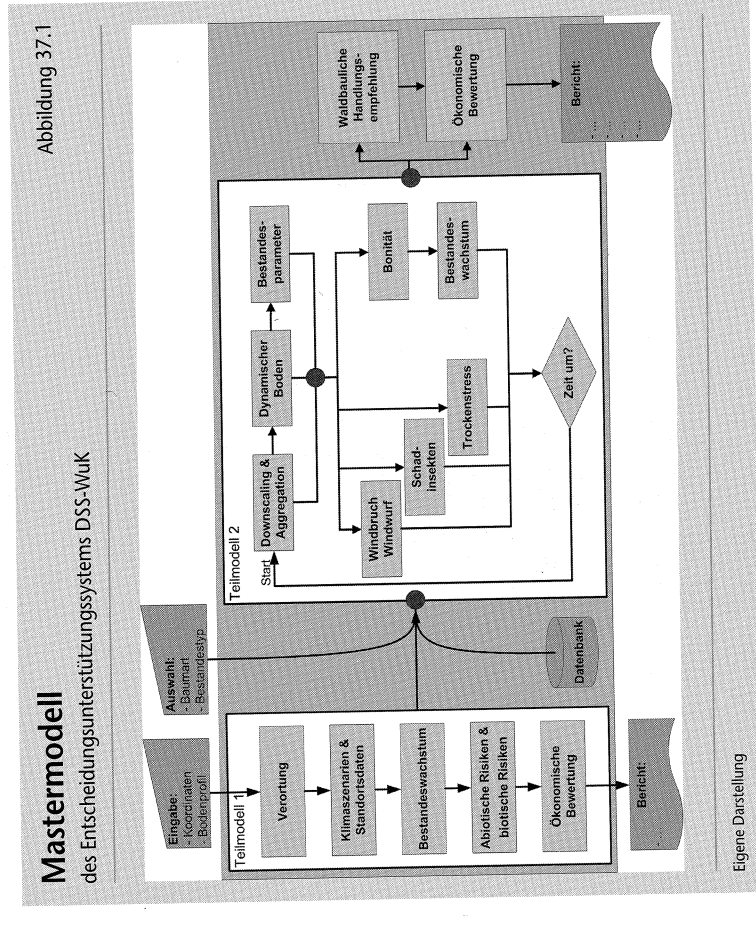 Abbildung 37.1
Mastermodell
des Entscheidungsunterstützungssystems DSS-WuK
Eingabe:
- Koordinaten
- Bodenprofil
Teilmodell 1
Verortung
Klimaszenarien &
Standortsdaten
Bestandeswachstum
Abiotische Risiken &
biotische Risiken
Ökonomische
Bewertung
Bericht:
- ...
Auswahl:
- Baumart
- Bestandestyp
Datenbank
Teilmodell 2
Start
Downscaling &
Aggregation
Dynamischer
Boden
Bestandes-
parameter
Windbruch
Windwurf
Schad-
insekten
Trockenstress
Bonität
Bestandes-
wachstum
Zeit um?
Waldbauliche
Handlungs-
empfehlung
Ökonomische
Bewertung
Bericht:
- ...
- ...
- ...
- ...
Eigene Darstellung